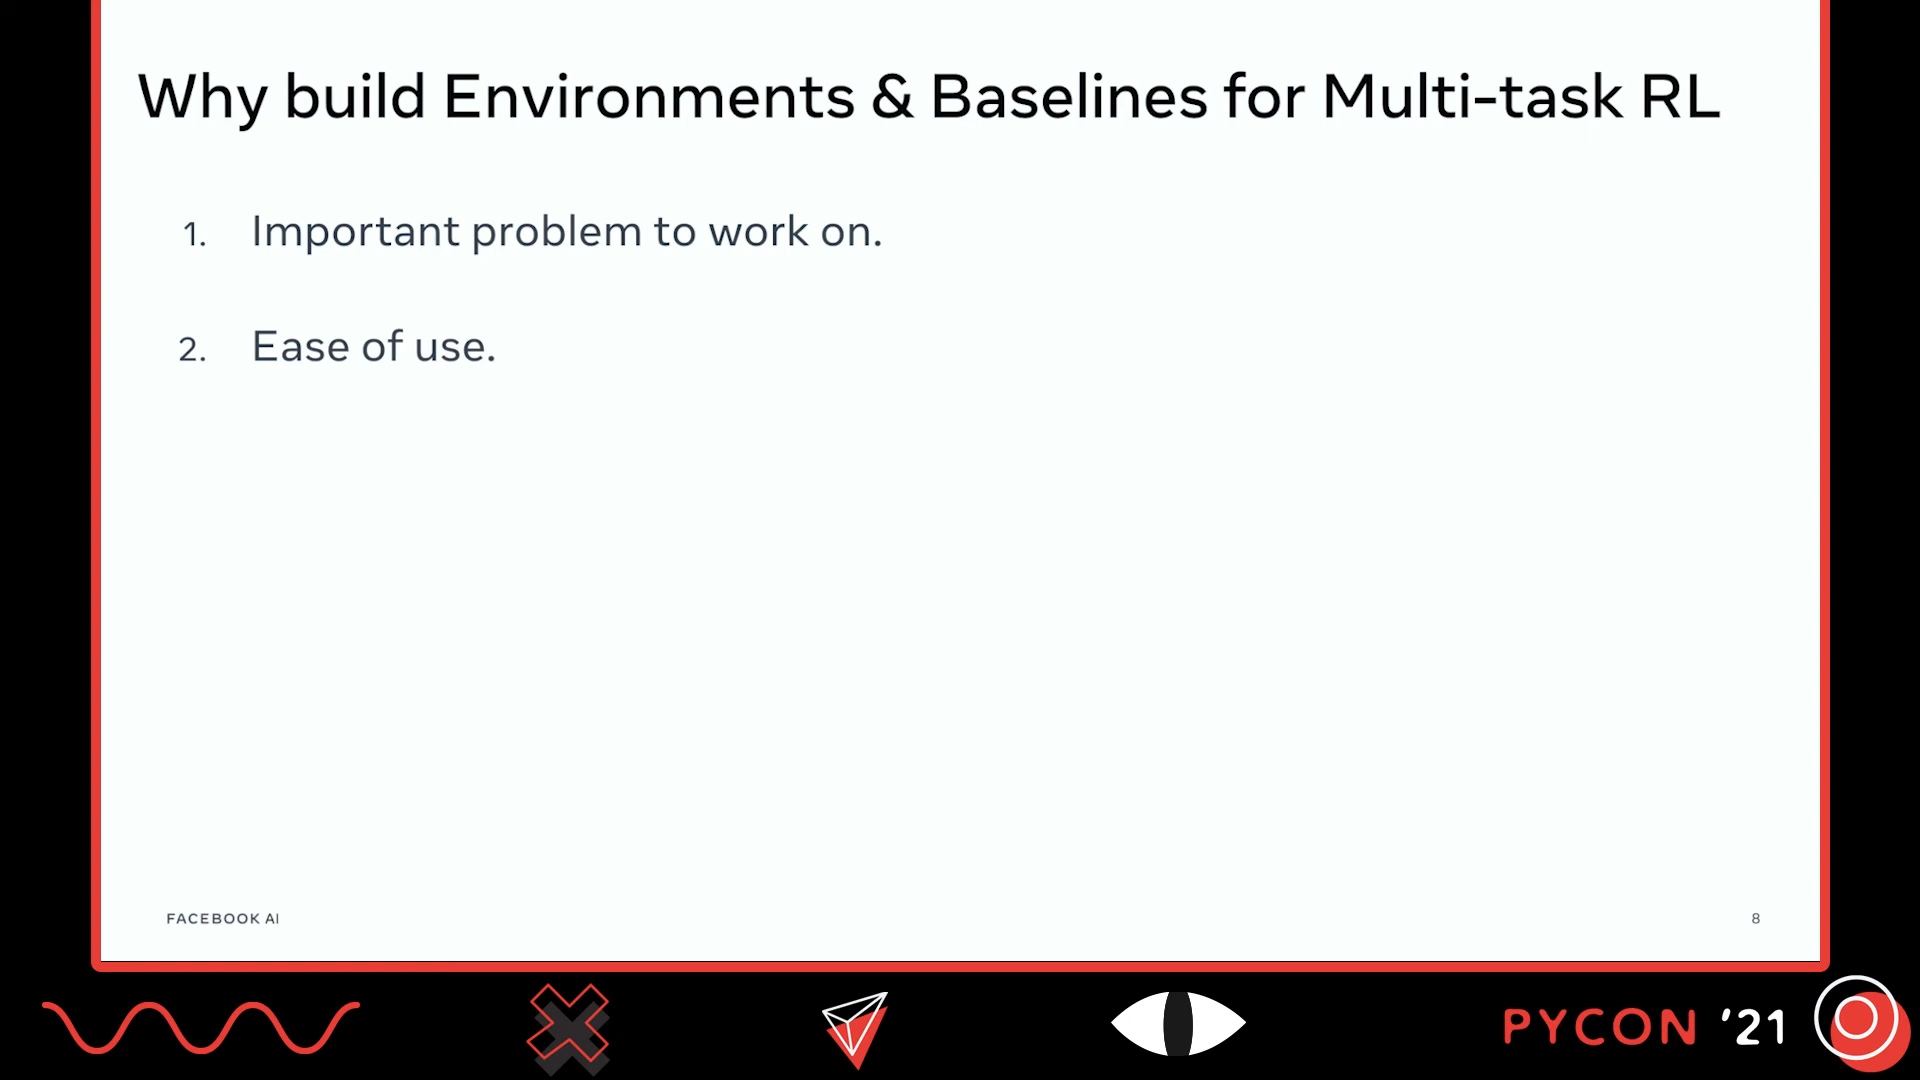 Why build Environments & Baselines for Multi-task RL
1. Important problem to work on.
2. Ease of use.
FACEBOOK AI
8
PYCON '21